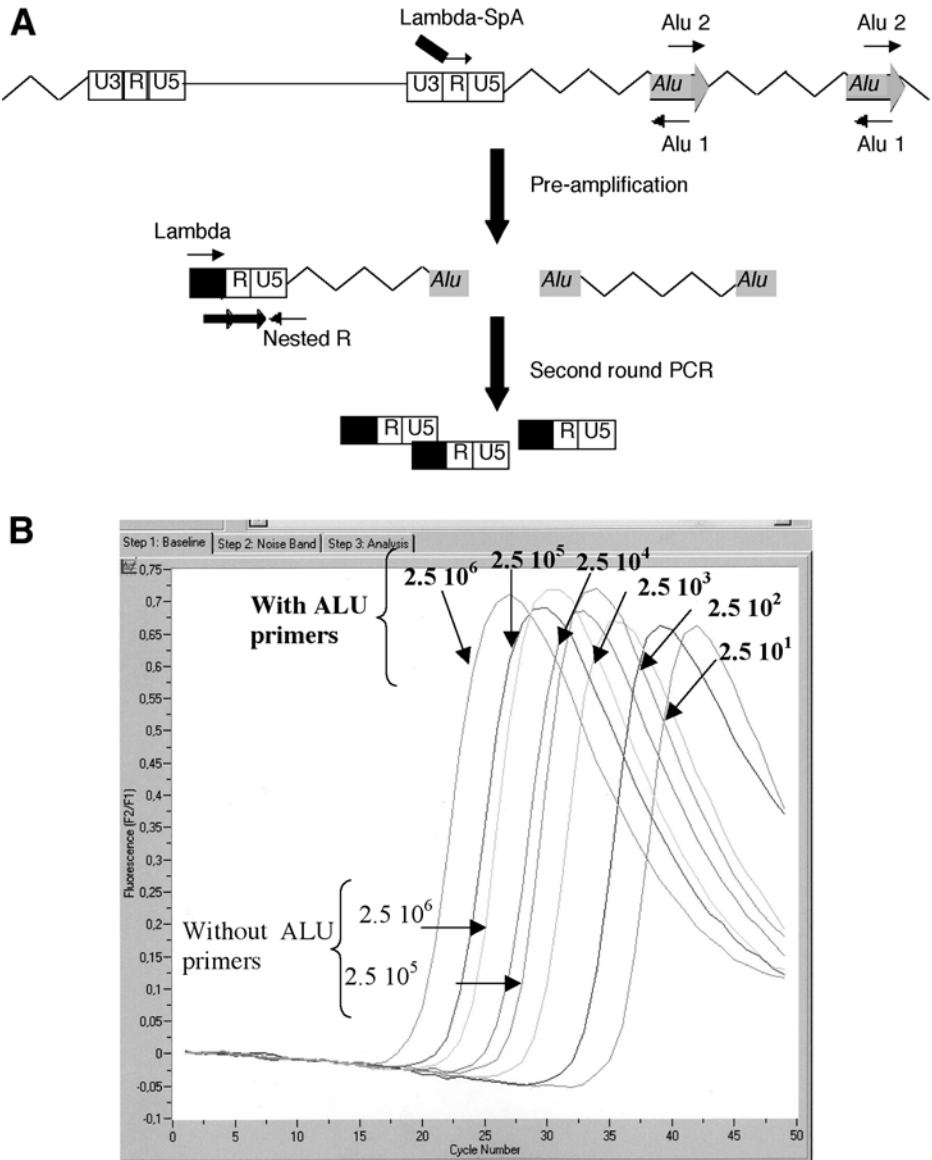 A
Lambda-SpA
Alu 2
Alu 2
U3 R U5
U3 R U5
Alu
Alu
Alu 1
Alu 1
Pre-amplification
Lambda
R U5
Alu
Alu
Alu
Nested R
Second round PCR
R U5
R U5
R U5
B
Step 1: Baseline
Step 2: Noise Band
Step 3: Analysis
With ALU
primers
2.5 10⁶
2.5 10⁵
2.5 10⁴
2.5 10³
2.5 10²
2.5 10¹
Without ALU
primers
2.5 10⁶
2.5 10⁵
Fluorescence (F2/F1)
0,75
0,7
0,65
0,6
0,55
0,5
0,45
0,4
0,35
0,3
0,25
0,2
0,15
0,1
0,05
0
-0,05
-0,1
0 5 10 15 20 25 30 35 40 45 50
Cycle Number